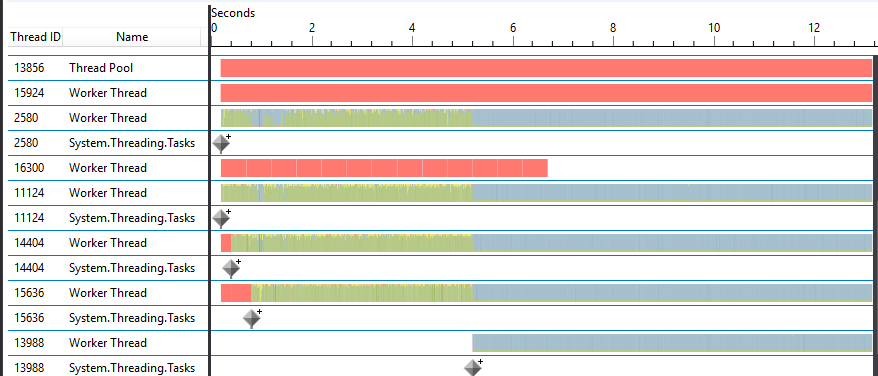 Seconds
0 2 4 6 8 10 12
Thread ID Name
13856 Thread Pool
15924 Worker Thread
2580 Worker Thread
2580 System.Threading.Tasks
16300 Worker Thread
11124 Worker Thread
11124 System.Threading.Tasks
14404 Worker Thread
14404 System.Threading.Tasks
15636 Worker Thread
15636 System.Threading.Tasks
13988 Worker Thread
13988 System.Threading.Tasks